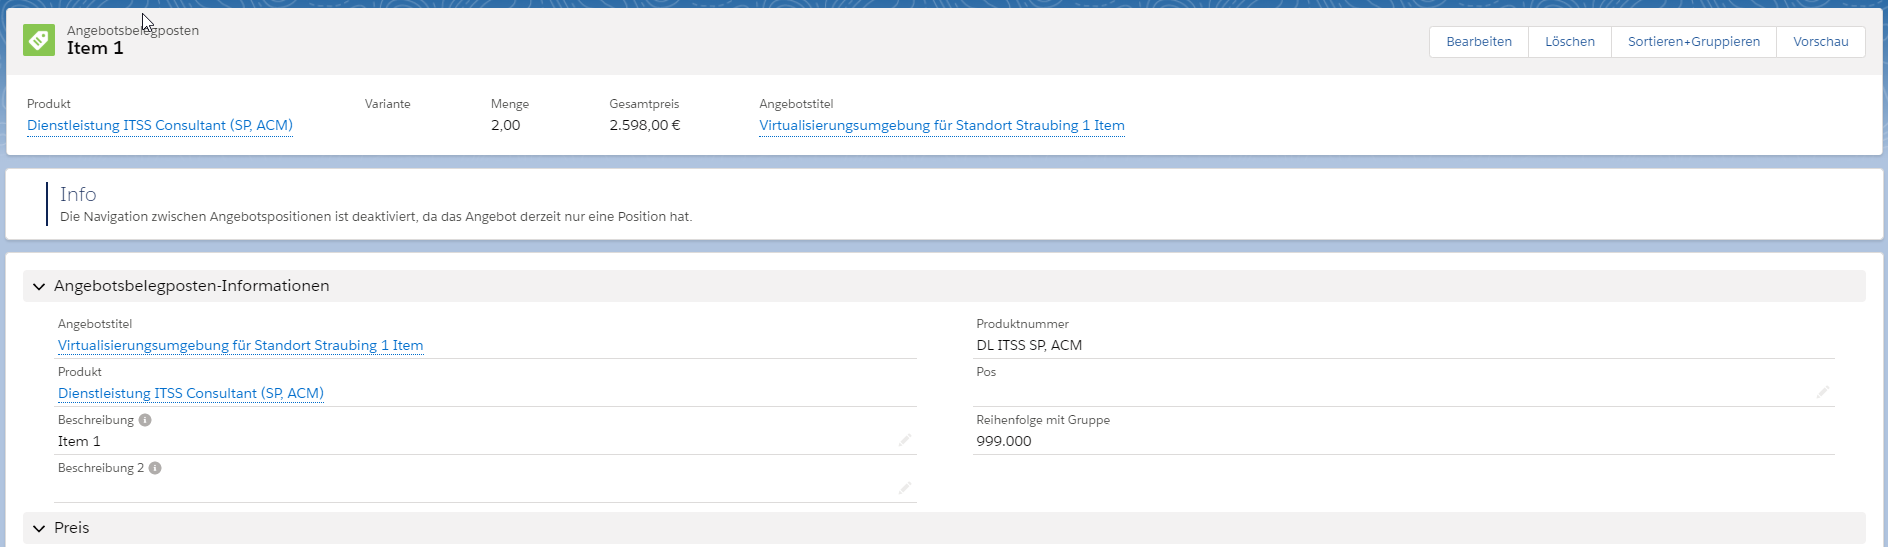 Angebotsbelegposten
Item 1
Bearbeiten Löschen Sortieren+Gruppieren Vorschau
Produkt Variante Menge Gesamtpreis Angebotstitel
Dienstleistung ITSS Consultant (SP, ACM) 2,00 2.598,00 € Virtualisierungsumgebung für Standort Straubing 1 Item
Info
Die Navigation zwischen Angebotspositionen ist deaktiviert, da das Angebot derzeit nur eine Position hat.
Angebotsbelegposten-Informationen
Angebotstitel Produktnummer
Virtualisierungsumgebung für Standort Straubing 1 Item DL ITSS SP, ACM
Produkt Pos
Dienstleistung ITSS Consultant (SP, ACM)
Beschreibung Reihenfolge mit Gruppe
Item 1 999.000
Beschreibung 2
Preis